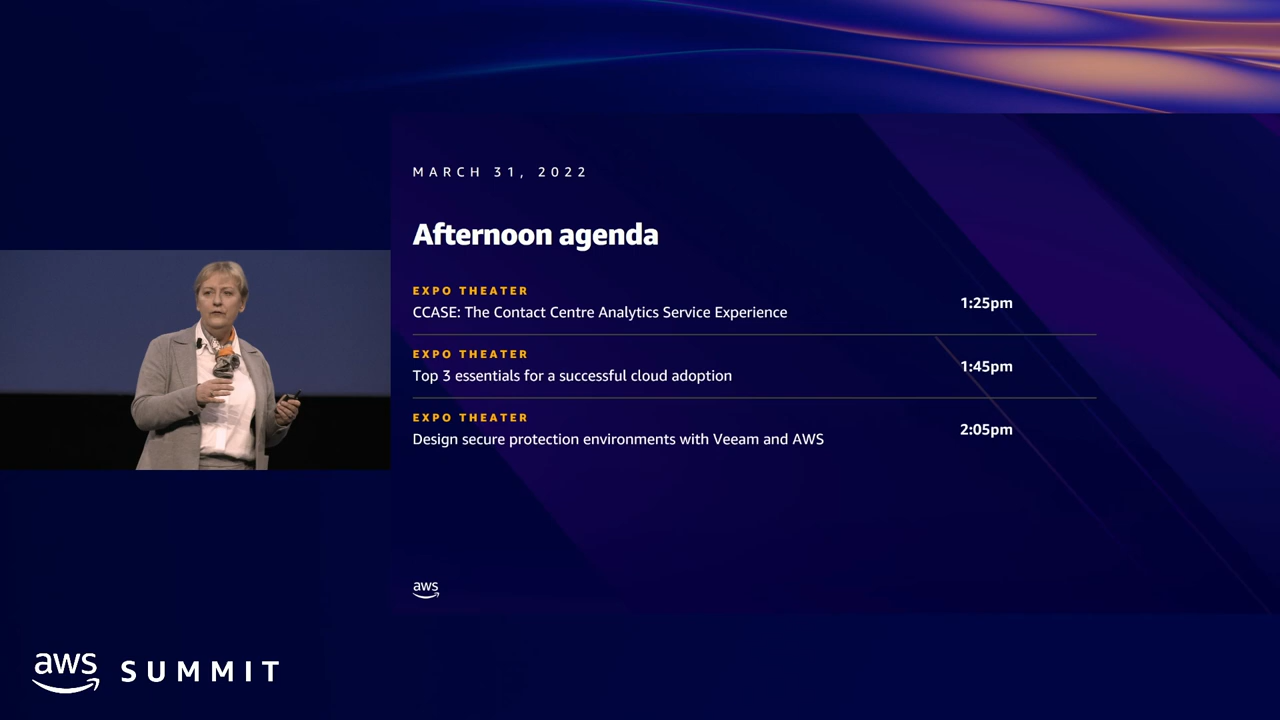 MARCH 31, 2022
Afternoon agenda
EXPO THEATER
CCASE: The Contact Centre Analytics Service Experience
1:25pm
EXPO THEATER
Top 3 essentials for a successful cloud adoption
1:45pm
EXPO THEATER
Design secure protection environments with Veeam and AWS
2:05pm
aws
aws SUMMIT